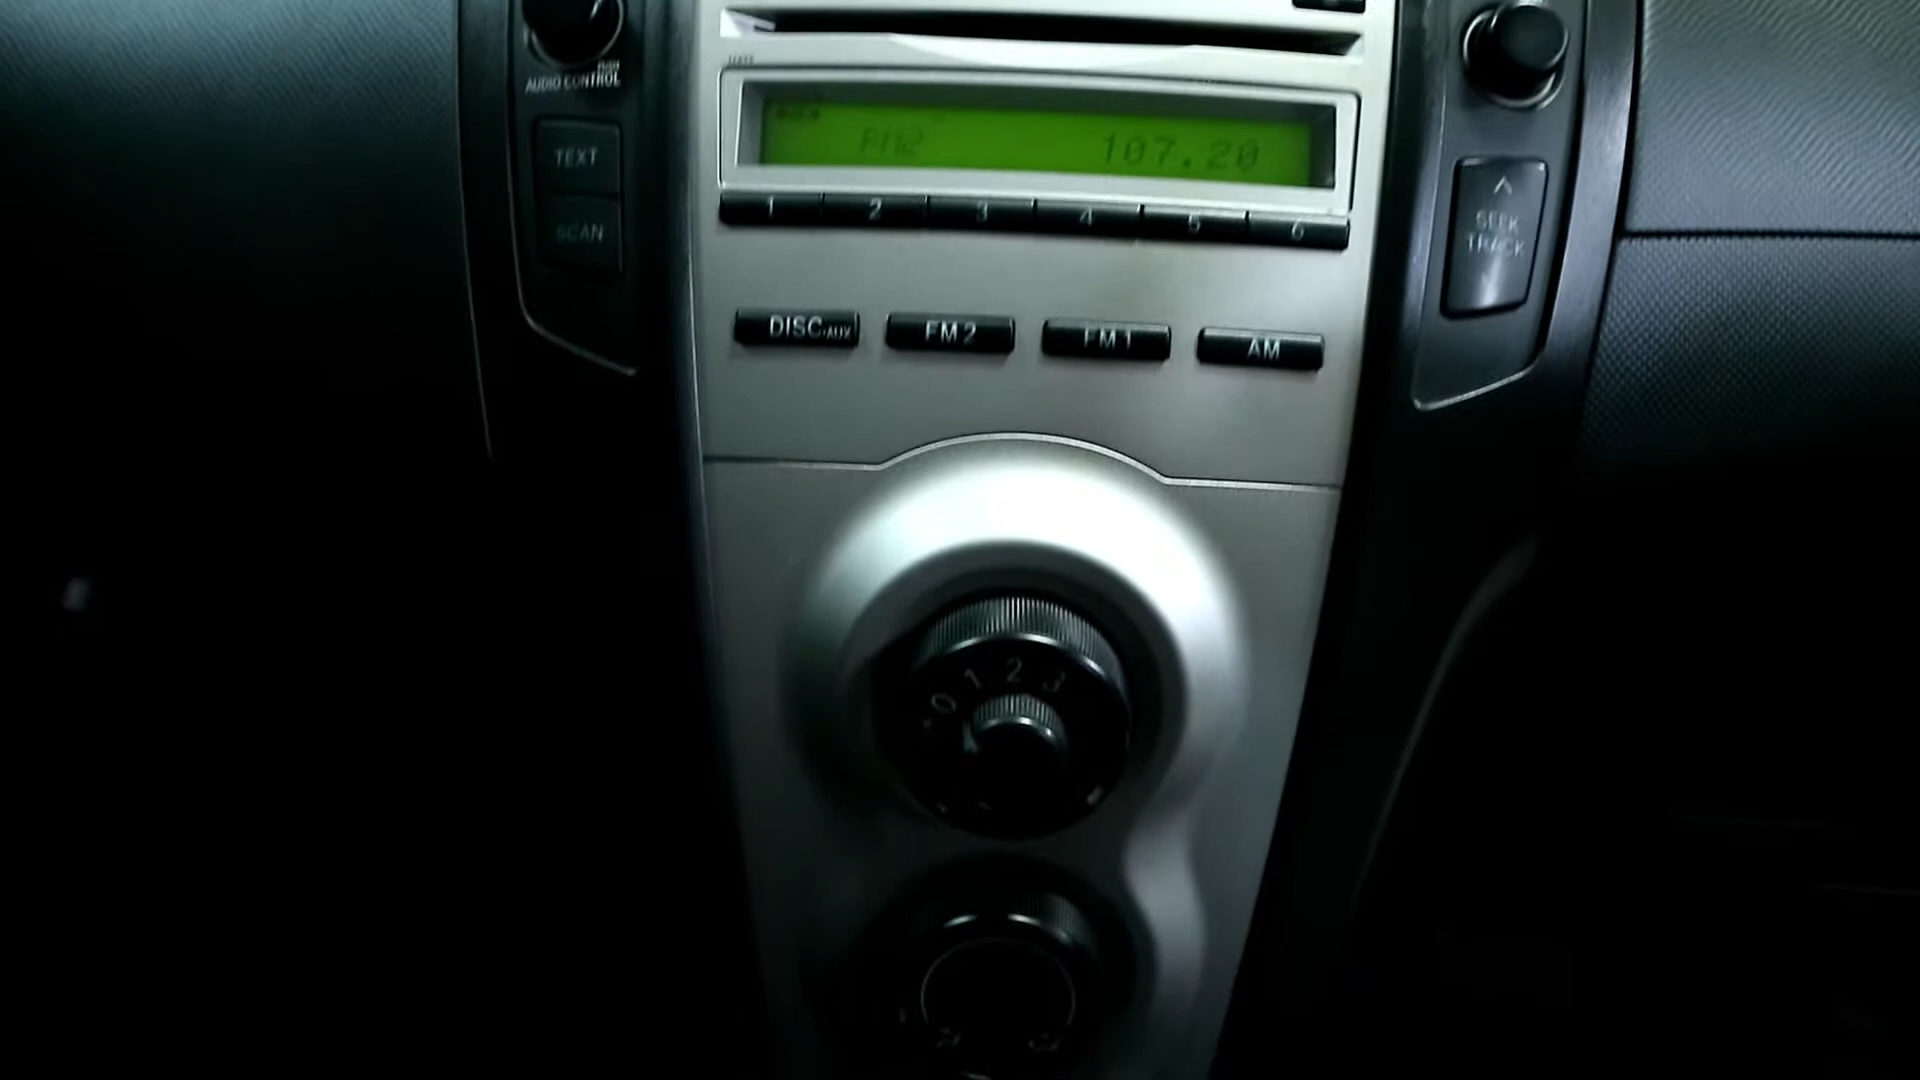 PUSH
AUDIO CONTROL
TEXT
SCAN
FM2 107.20
1 2 3 4 5 6
DISC·AUX FM 2 FM 1 AM
SEEK
TRACK
0 1 2 3